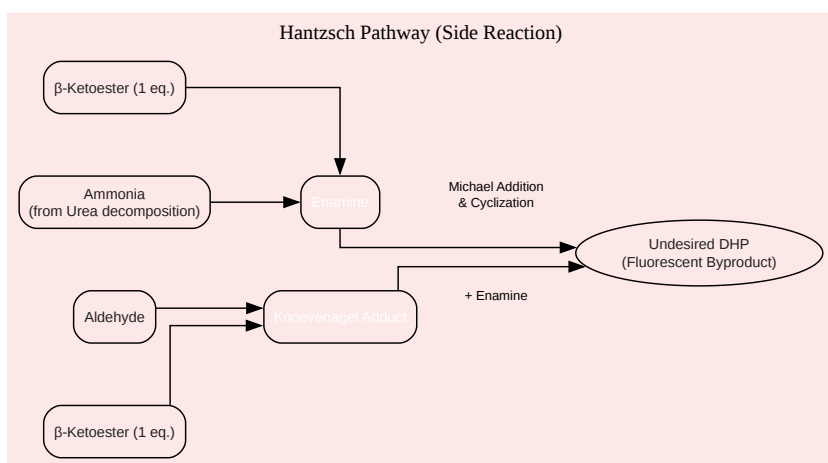 Hantzsch Pathway (Side Reaction)
β-Ketoester (1 eq.)
Ammonia
(from Urea decomposition)
Enamine
Michael Addition
& Cyclization
Undesired DHP
(Fluorescent Byproduct)
+ Enamine
Aldehyde
Knoevenagel Adduct
β-Ketoester (1 eq.)